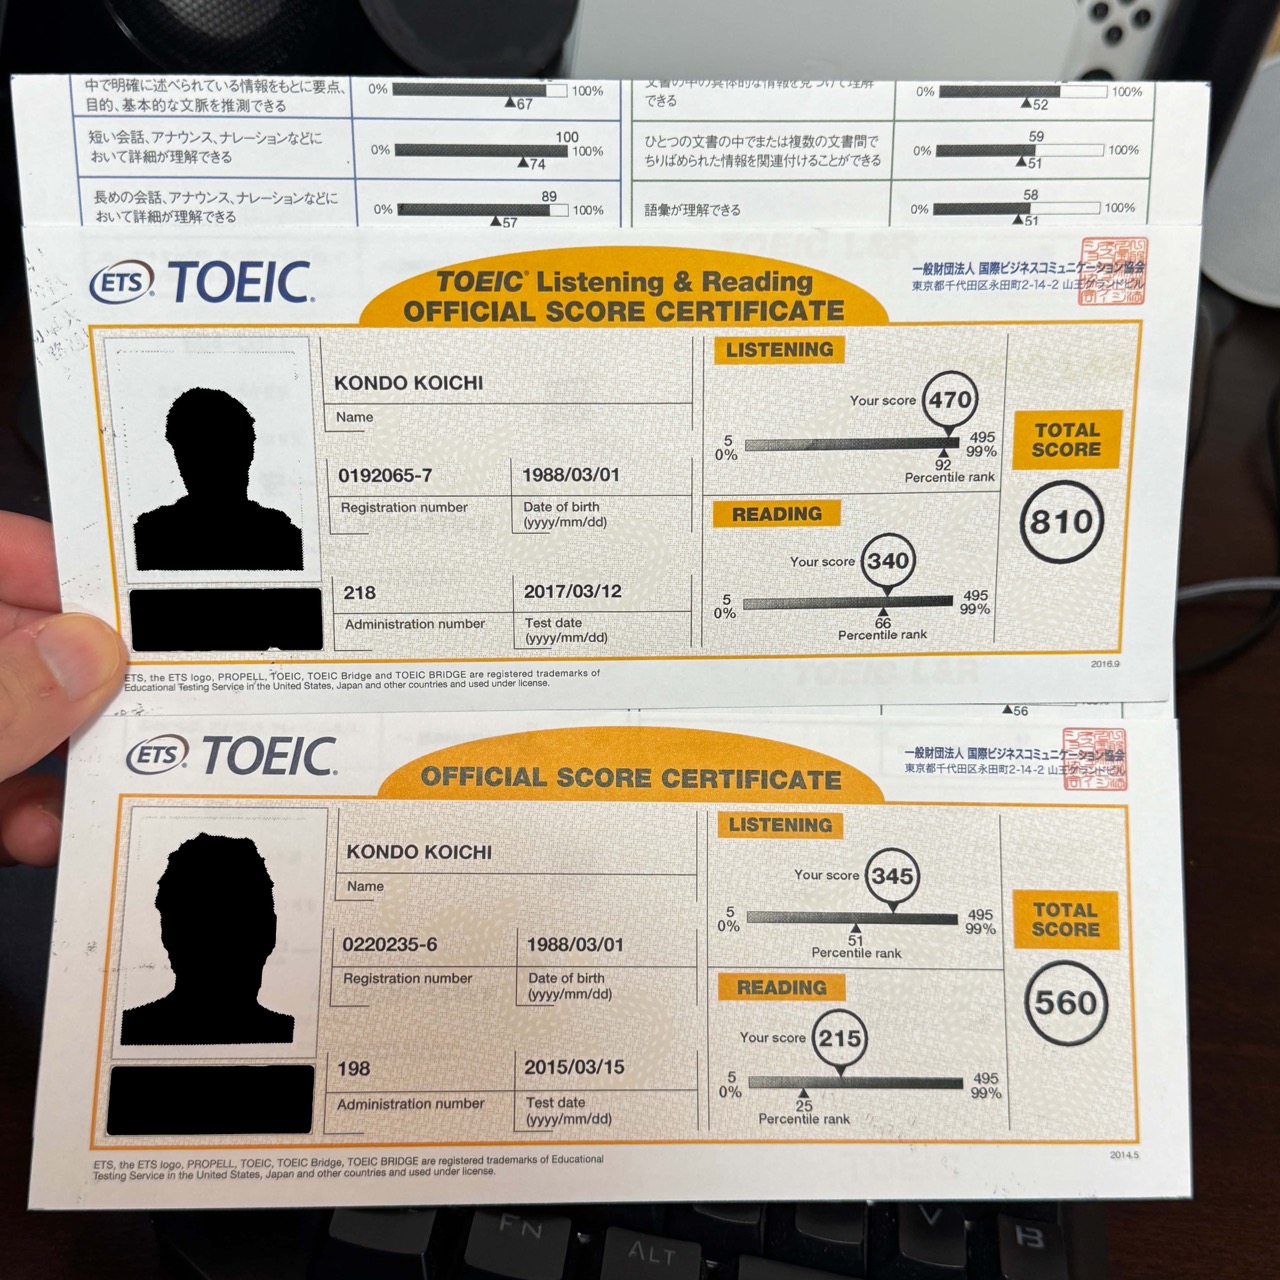 中で明確に述べられている情報をもとに要点、
目的、基本的な文脈を推測できる
0% 100%
▲67
短い会話、アナウンス、ナレーションなどに
おいて詳細が理解できる
100
0% 100%
▲74
長めの会話、アナウンス、ナレーションなどに
おいて詳細が理解できる
89
0% 100%
▲57
文書の中の具体的な情報を見つけて理解
できる
0% 100%
▲52
ひとつの文書の中でまたは複数の文書間で
ちりばめられた情報を関連付けることができる
59
0% 100%
▲51
語彙が理解できる
58
0% 100%
▲51
ETS® TOEIC®
TOEIC® Listening & Reading
OFFICIAL SCORE CERTIFICATE
一般財団法人 国際ビジネスコミュニケーション協会
東京都千代田区永田町2-14-2 山王グランドビル
KONDO KOICHI
Name
0192065-7
Registration number
1988/03/01
Date of birth
(yyyy/mm/dd)
218
Administration number
2017/03/12
Test date
(yyyy/mm/dd)
LISTENING
Your score 470
5 495
0% 99%
92
Percentile rank
READING
Your score 340
5 495
0% 99%
66
Percentile rank
TOTAL
SCORE
810
ETS, the ETS logo, PROPELL, TOEIC, TOEIC Bridge and TOEIC BRIDGE are registered trademarks of
Educational Testing Service in the United States, Japan and other countries and used under license.
2016.9
▲56
ETS® TOEIC®
OFFICIAL SCORE CERTIFICATE
一般財団法人 国際ビジネスコミュニケーション協会
東京都千代田区永田町2-14-2 山王グランドビル
KONDO KOICHI
Name
0220235-6
Registration number
1988/03/01
Date of birth
(yyyy/mm/dd)
198
Administration number
2015/03/15
Test date
(yyyy/mm/dd)
LISTENING
Your score 345
5 495
0% 99%
51
Percentile rank
READING
Your score 215
5 495
0% 99%
25
Percentile rank
TOTAL
SCORE
560
ETS, the ETS logo, PROPELL, TOEIC, TOEIC Bridge, TOEIC BRIDGE are registered trademarks of Educational
Testing Service in the United States, Japan and other countries and used under license.
2014.5
FN
ALT
V
B